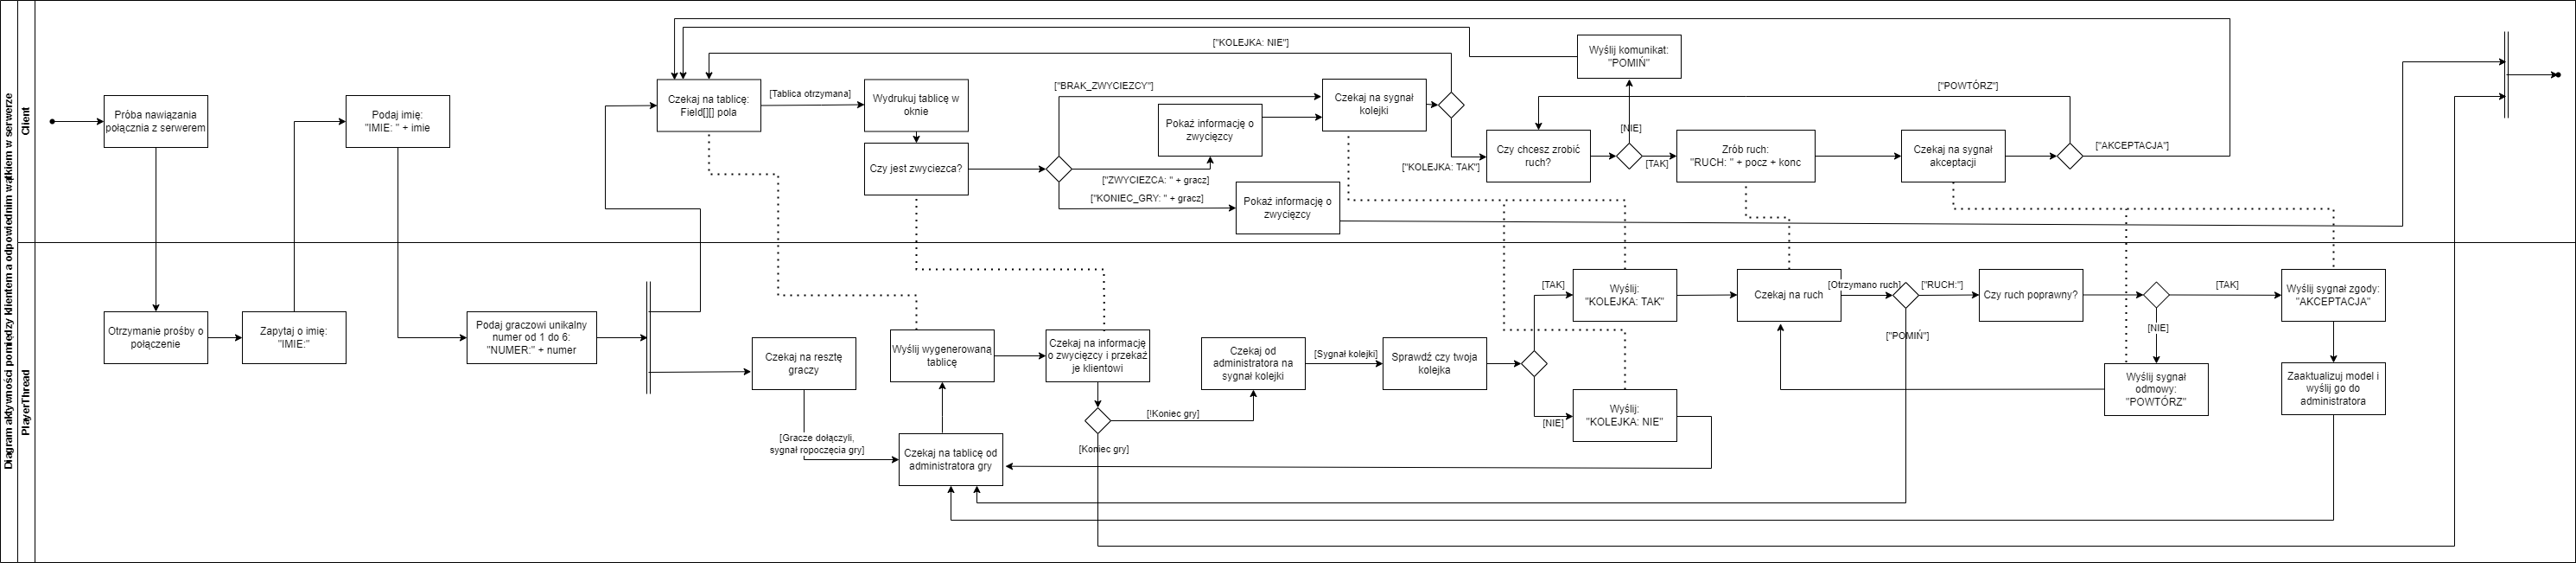 Diagram aktywności pomiędzy klientem a odpowiednim wątkiem w serwerze
Client
Próba nawiązania
połącznia z serwerem
Podaj imię:
"IMIE: " + imie
Czekaj na tablicę:
Field[][] pola
[Tablica otrzymana]
Wydrukuj tablicę w
oknie
Czy jest zwyciezca?
["BRAK_ZWYCIEZCY"]
["ZWYCIEZCA: " + gracz]
["KONIEC_GRY: " + gracz]
Pokaż informację o
zwycięzcy
Pokaż informację o
zwycięzcy
["KOLEJKA: NIE"]
Czekaj na sygnał
kolejki
["KOLEJKA: TAK"]
Czy chcesz zrobić
ruch?
Wyślij komunikat:
"POMIŃ"
[NIE]
[TAK]
Zrób ruch:
"RUCH: " + pocz + konc
["POWTÓRZ"]
Czekaj na sygnał
akceptacji
["AKCEPTACJA"]
PlayerThread
Otrzymanie prośby o
połączenie
Zapytaj o imię:
"IMIE:"
Podaj graczowi unikalny
numer od 1 do 6:
"NUMER:" + numer
Czekaj na resztę
graczy
[Gracze dołączyli,
sygnał ropoczęcia gry]
Wyślij wygenerowaną
tablicę
Czekaj na tablicę od
administratora gry
Czekaj na informację
o zwycięzcy i przekaż
je klientowi
[!Koniec gry]
[Koniec gry]
Czekaj od
administratora na
sygnał kolejki
[Sygnał kolejki]
Sprawdź czy twoja
kolejka
[TAK]
[NIE]
Wyślij:
"KOLEJKA: TAK"
Wyślij:
"KOLEJKA: NIE"
Czekaj na ruch
[Otrzymano ruch]
["RUCH:"]
["POMIŃ"]
Czy ruch poprawny?
[TAK]
[NIE]
Wyślij sygnał
odmowy:
"POWTÓRZ"
Wyślij sygnał zgody:
"AKCEPTACJA"
Zaaktualizuj model i
wyślij go do
administratora